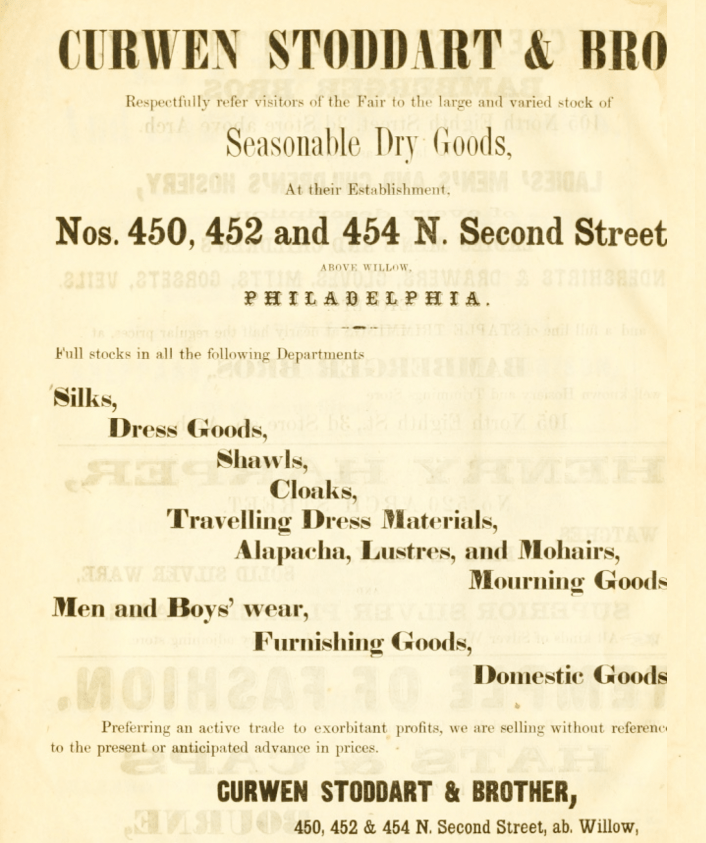 CURWEN STODDART & BRO
Respectfully refer visitors of the Fair to the large and varied stock of
Seasonable Dry Goods,
At their Establishment,
Nos. 450, 452 and 454 N. Second Street
ABOVE WILLOW,
PHILADELPHIA.
Full stocks in all the following Departments
Silks,
Dress Goods,
Shawls,
Cloaks,
Travelling Dress Materials,
Alapacha, Lustres, and Mohairs,
Mourning Goods
Men and Boys' wear,
Furnishing Goods,
Domestic Goods
Preferring an active trade to exorbitant profits, we are selling without referenc
to the present or anticipated advance in prices.
CURWEN STODDART & BROTHER,
450, 452 & 454 N. Second Street, ab. Willow,